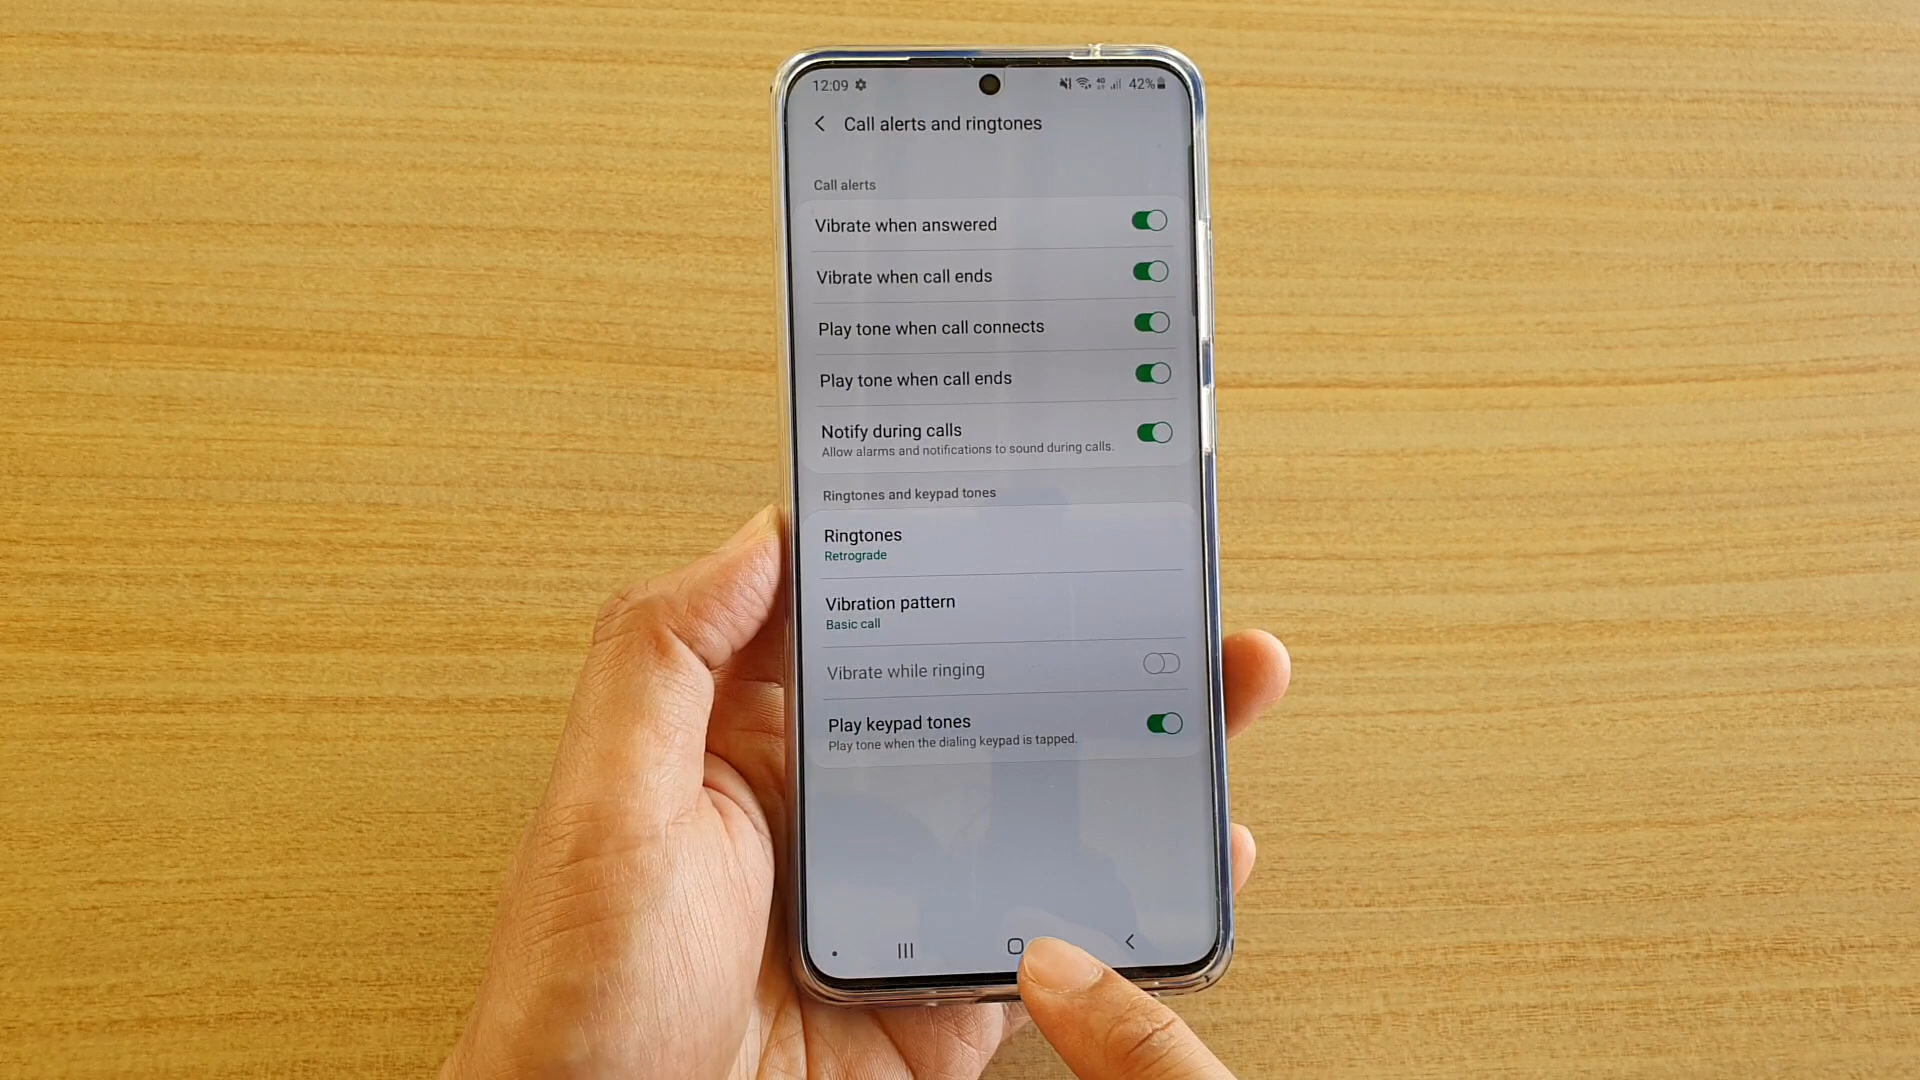 12:09 42%
Call alerts and ringtones
Call alerts
Vibrate when answered
Vibrate when call ends
Play tone when call connects
Play tone when call ends
Notify during calls
Allow alarms and notifications to sound during calls.
Ringtones and keypad tones
Ringtones
Retrograde
Vibration pattern
Basic call
Vibrate while ringing
Play keypad tones
Play tone when the dialing keypad is tapped.